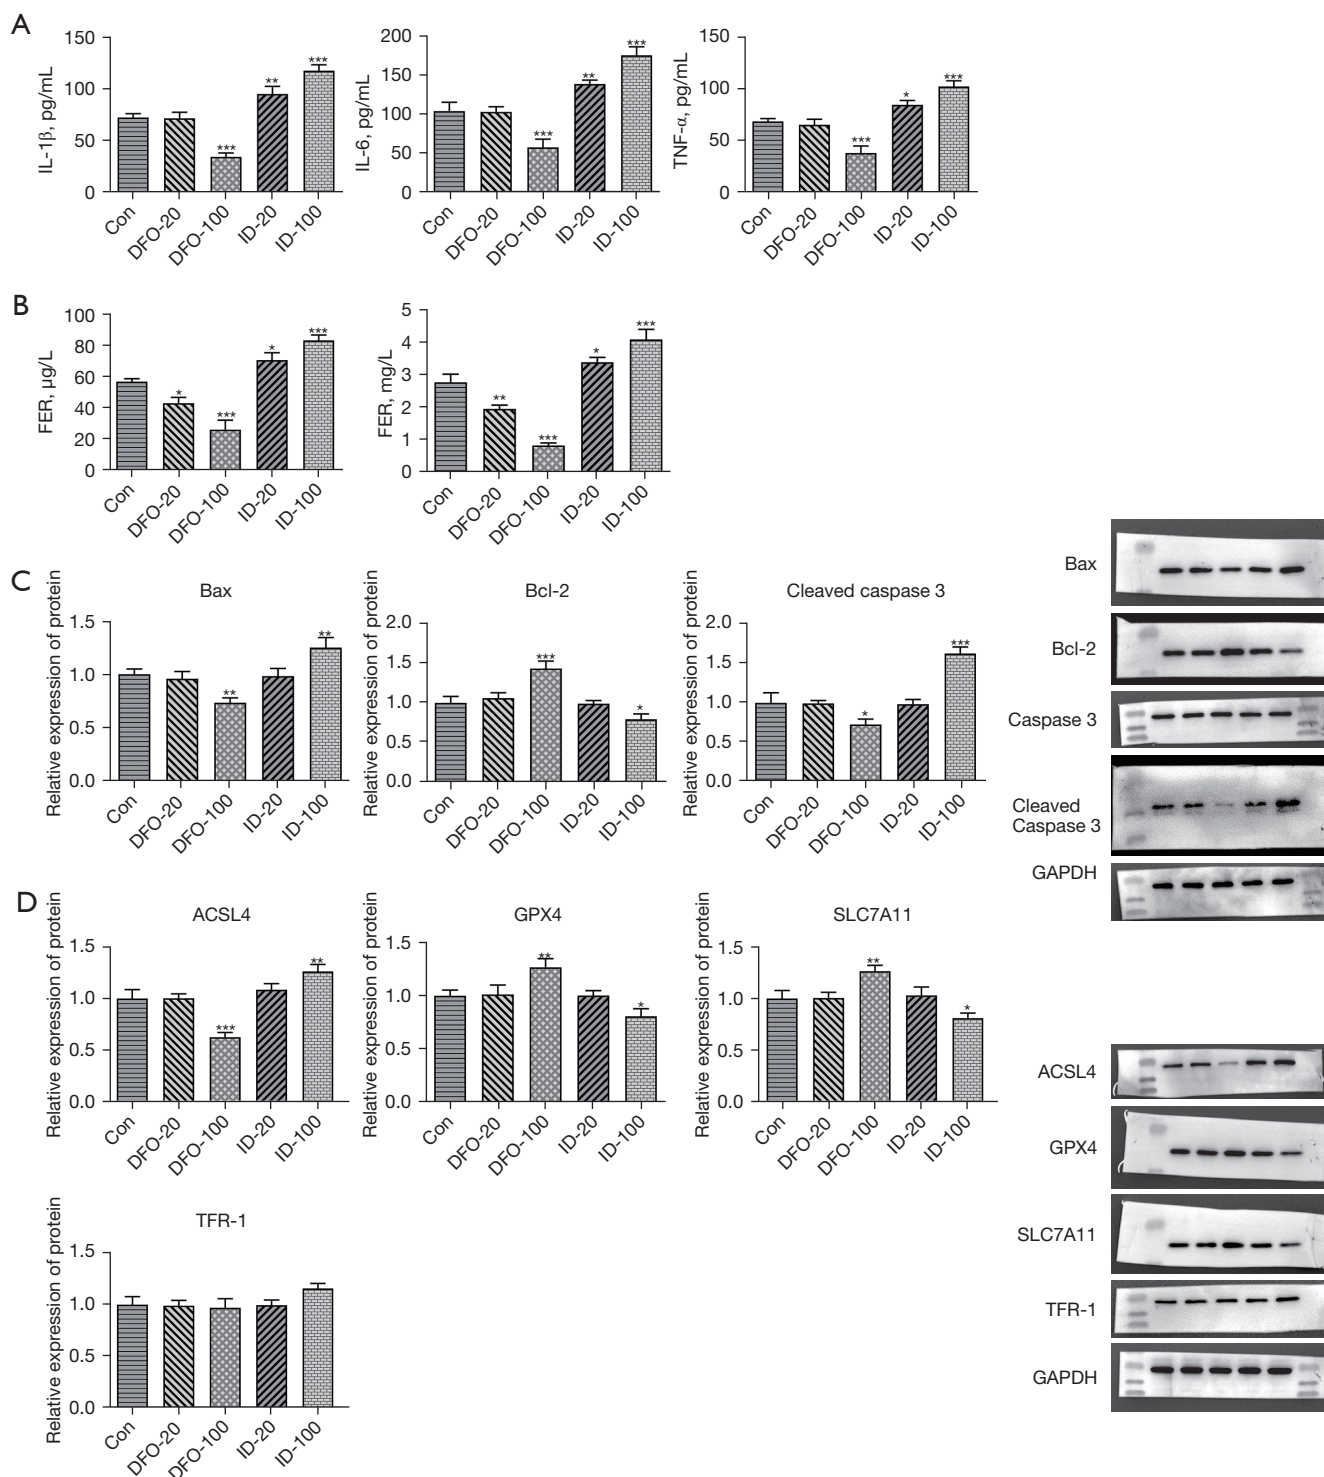 A
IL-1β, pg/mL
150
100
50
0
***
**
***
Con
DFO-20
DFO-100
ID-20
ID-100
IL-6, pg/mL
200
150
100
50
0
***
**
***
Con
DFO-20
DFO-100
ID-20
ID-100
TNF-α, pg/mL
150
100
50
0
***
*
***
Con
DFO-20
DFO-100
ID-20
ID-100
B
FER, µg/L
100
80
60
40
20
0
*
***
*
***
Con
DFO-20
DFO-100
ID-20
ID-100
FER, mg/L
5
4
3
2
1
0
**
***
*
***
Con
DFO-20
DFO-100
ID-20
ID-100
C
Relative expression of protein
Bax
1.5
1.0
0.5
0.0
**
**
Con
DFO-20
DFO-100
ID-20
ID-100
Relative expression of protein
Bcl-2
2.0
1.5
1.0
0.5
0.0
***
*
Con
DFO-20
DFO-100
ID-20
ID-100
Relative expression of protein
Cleaved caspase 3
2.0
1.5
1.0
0.5
0.0
*
***
Con
DFO-20
DFO-100
ID-20
ID-100
Bax
Bcl-2
Caspase 3
Cleaved
Caspase 3
GAPDH
D
Relative expression of protein
ACSL4
1.5
1.0
0.5
0.0
***
**
Con
DFO-20
DFO-100
ID-20
ID-100
Relative expression of protein
GPX4
1.5
1.0
0.5
0.0
**
*
Con
DFO-20
DFO-100
ID-20
ID-100
Relative expression of protein
SLC7A11
1.5
1.0
0.5
0.0
**
*
Con
DFO-20
DFO-100
ID-20
ID-100
Relative expression of protein
TFR-1
1.5
1.0
0.5
0.0
Con
DFO-20
DFO-100
ID-20
ID-100
ACSL4
GPX4
SLC7A11
TFR-1
GAPDH